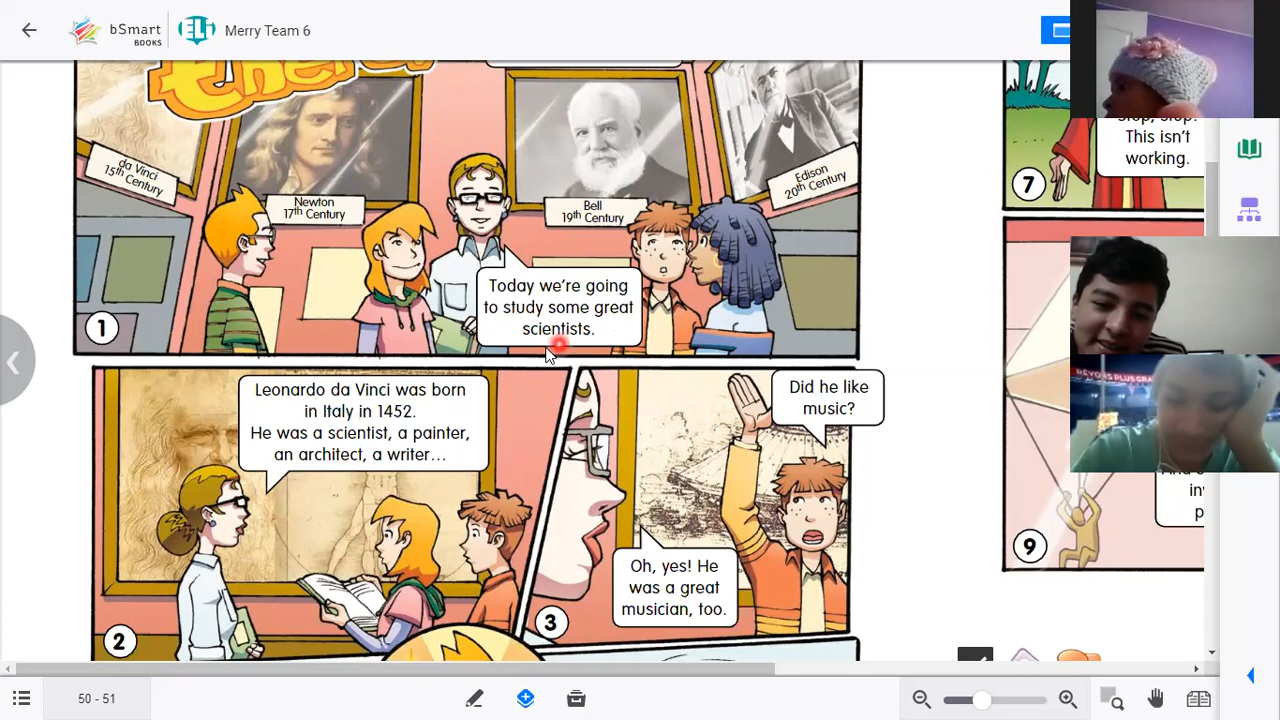 bSmart
BOOKS
ELi
Merry Team 6
da Vinci
15th Century
Newton
17th Century
Bell
19th Century
Edison
20th Century
Today we're going
to study some great
scientists.
1
Leonardo da Vinci was born
in Italy in 1452.
He was a scientist, a painter,
an architect, a writer...
2
Did he like
music?
Oh, yes! He
was a great
musician, too.
3
This isn't
working.
7
9
50 - 51